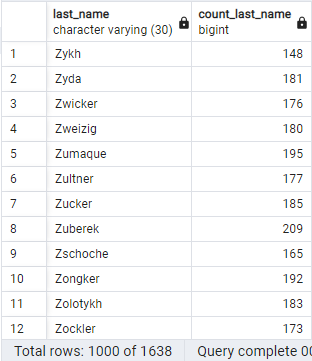 last_name count_last_name
character varying (30) bigint
1 Zykh 148
2 Zyda 181
3 Zwicker 176
4 Zweizig 180
5 Zumaque 195
6 Zultner 177
7 Zucker 185
8 Zuberek 209
9 Zschoche 165
10 Zongker 192
11 Zolotykh 183
12 Zockler 173
Total rows: 1000 of 1638 Query complete